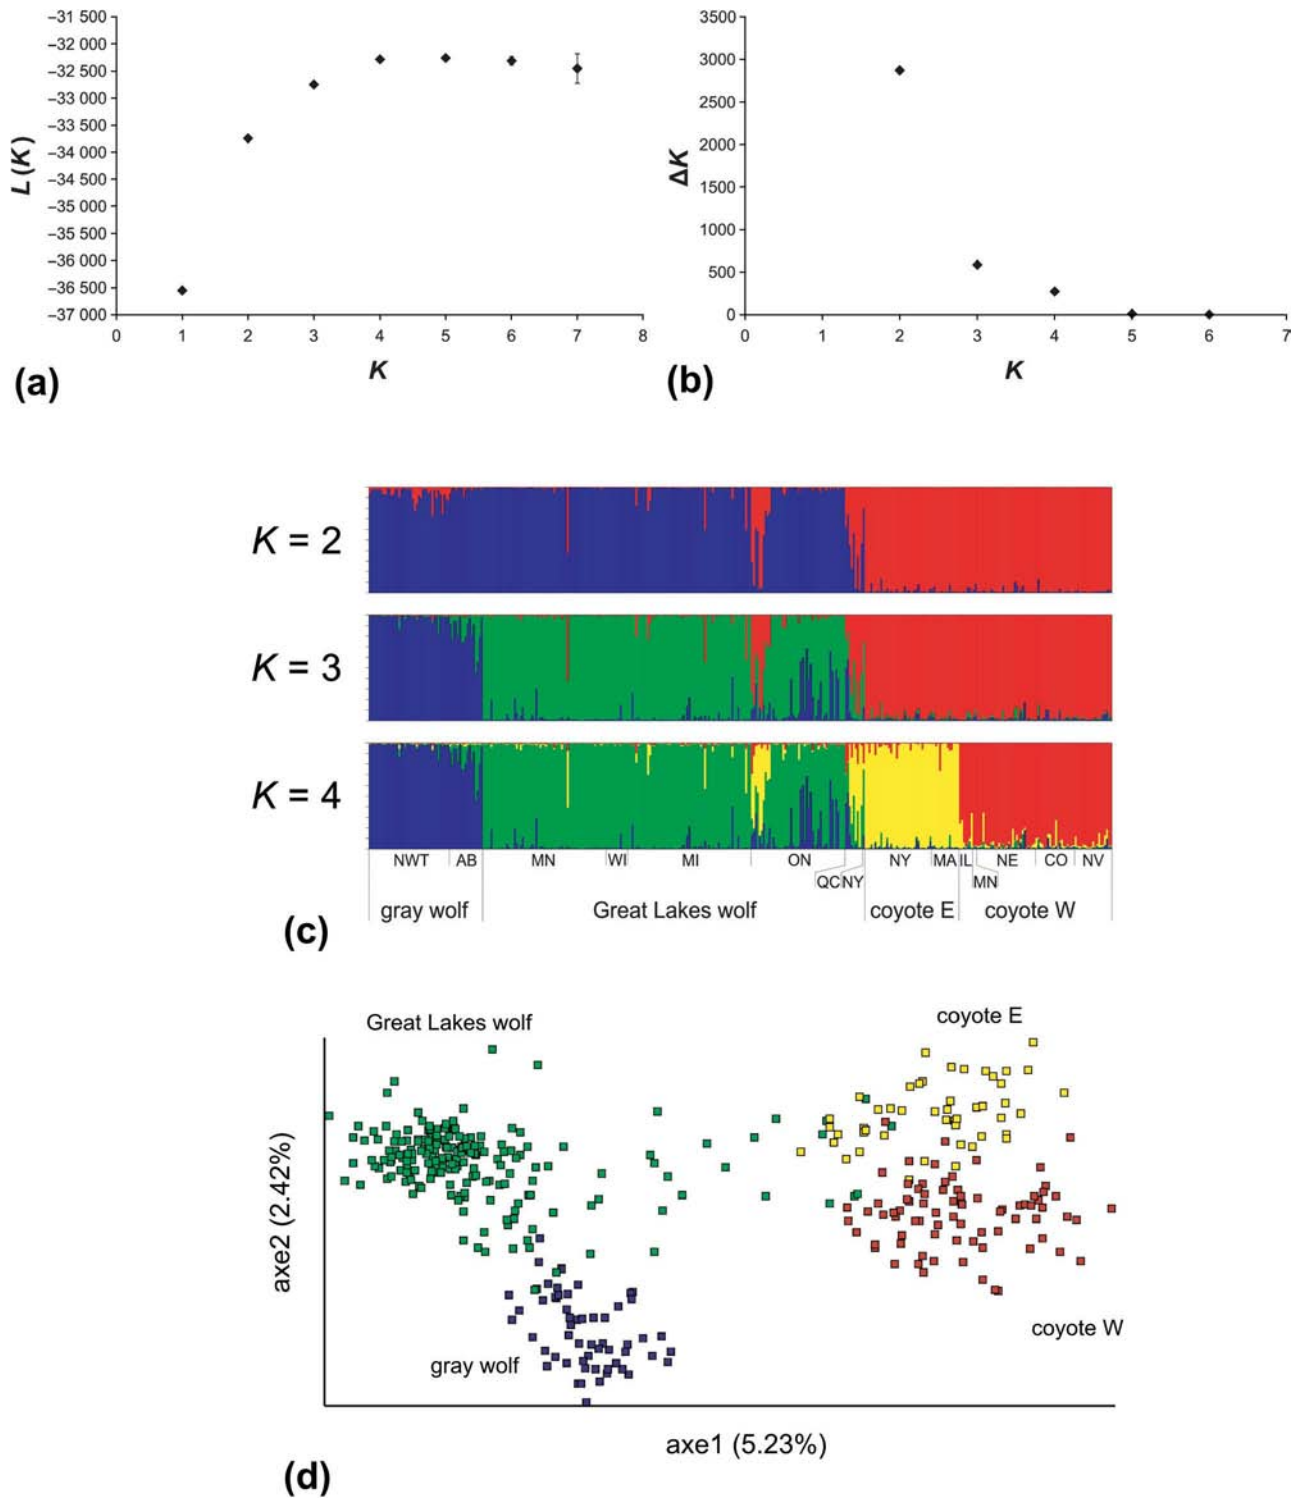 −31 500
−32 000
−32 500
−33 000
−33 500
−34 000
−34 500
−35 000
−35 500
−36 000
−36 500
−37 000
L (K)
0 1 2 3 4 5 6 7 8
K
(a)
3500
3000
2500
2000
1500
1000
500
0
ΔK
0 1 2 3 4 5 6 7
K
(b)
K = 2
K = 3
K = 4
NWT AB MN WI MI ON NY MA IL NE CO NV
QC NY MN
gray wolf Great Lakes wolf coyote E coyote W
(c)
Great Lakes wolf
coyote E
axe2 (2.42%)
coyote W
gray wolf
axe1 (5.23%)
(d)